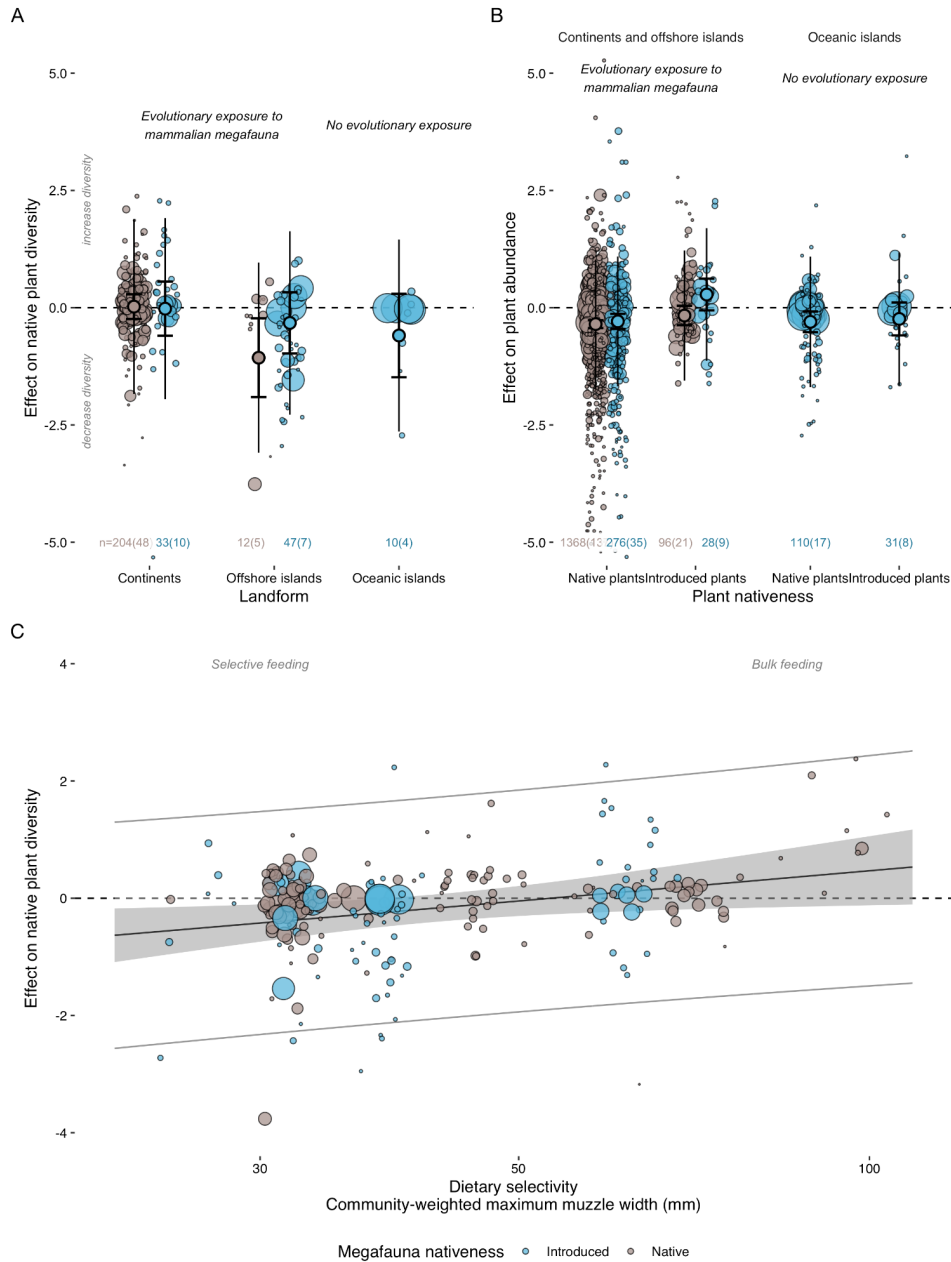 A
B
Continents and offshore islands
Oceanic islands
Evolutionary exposure to
mammalian megafauna
No evolutionary exposure
Evolutionary exposure to
mammalian megafauna
No evolutionary exposure
5.0
2.5
0.0
-2.5
-5.0
Effect on native plant diversity
increase diversity
decrease diversity
n=204(48)
33(10)
12(5)
47(7)
10(4)
Continents
Offshore islands
Oceanic islands
Landform
5.0
2.5
0.0
-2.5
-5.0
Effect on plant abundance
276(35)
96(21)
28(9)
110(17)
31(8)
Native plants
Introduced plants
Native plants
Introduced plants
Plant nativeness
C
4
2
0
-2
-4
Effect on native plant diversity
Selective feeding
Bulk feeding
30
50
100
Dietary selectivity
Community-weighted maximum muzzle width (mm)
Megafauna nativeness
Introduced
Native